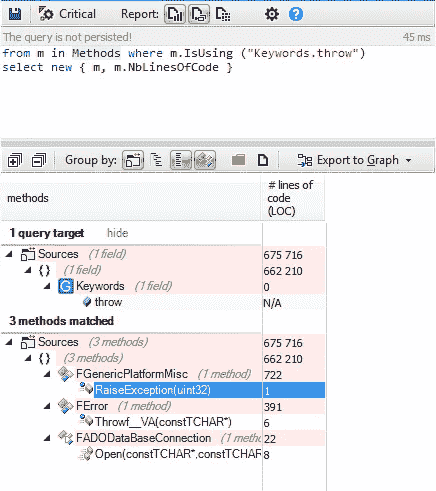 Critical Report:
The query is not persisted! 45 ms
from m in Methods where m.IsUsing ("Keywords.throw")
select new { m, m.NbLinesOfCode }
Group by: Export to Graph
methods # lines of
code
(LOC)
1 query target hide
Sources (1 field) 675 716
{} (1 field) 662 210
Keywords (1 field) 0
throw N/A
3 methods matched
Sources (3 methods) 675 716
{} (3 methods) 662 210
FGenericPlatformMisc (1 method) 722
RaiseException(uint32) 1
FError (1 method) 391
Throwf__VA(constTCHAR*) 6
FADODataBaseConnection (1 metho 22
Open(constTCHAR*,constTCHAR 8